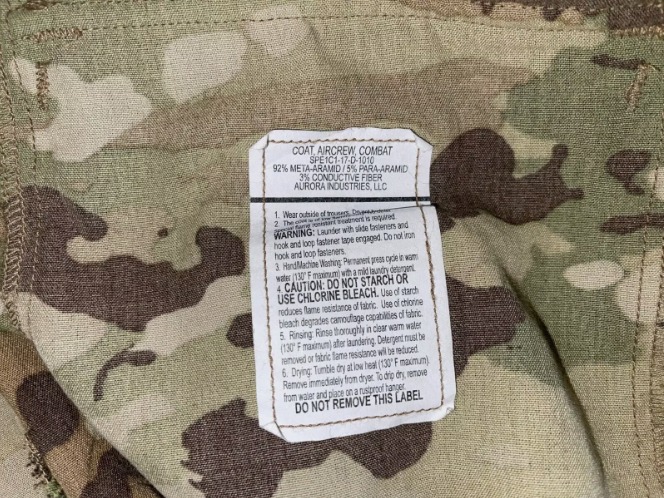 COAT, AIRCREW, COMBAT
SPE1C1-17-D-1010
92% META-ARAMID / 5% PARA-ARAMID
3% CONDUCTIVE FIBER
AURORA INDUSTRIES, LLC
1. Wear outside of trousers.
2. The
flame resistant treatment is required.
WARNING: Launder with slide fasteners and
hook and loop fastener tape engaged. Do not iron
hook and loop fasteners.
3. Hand/Machine Washing: Permanent press cycle in warm
water (130° F maximum) with a mild laundry detergent.
4. CAUTION: DO NOT STARCH OR
USE CHLORINE BLEACH. Use of starch
reduces flame resistance of fabric. Use of chlorine
bleach degrades camouflage capabilities of fabric.
5. Rinsing: Rinse thoroughly in clear warm water
(130° F maximum) after laundering. Detergent must be
removed or fabric flame resistance will be reduced.
6. Drying: Tumble dry at low heat (130° F maximum).
Remove immediately from dryer. To drip dry, remove
from water and place on a rustproof hanger.
DO NOT REMOVE THIS LABEL